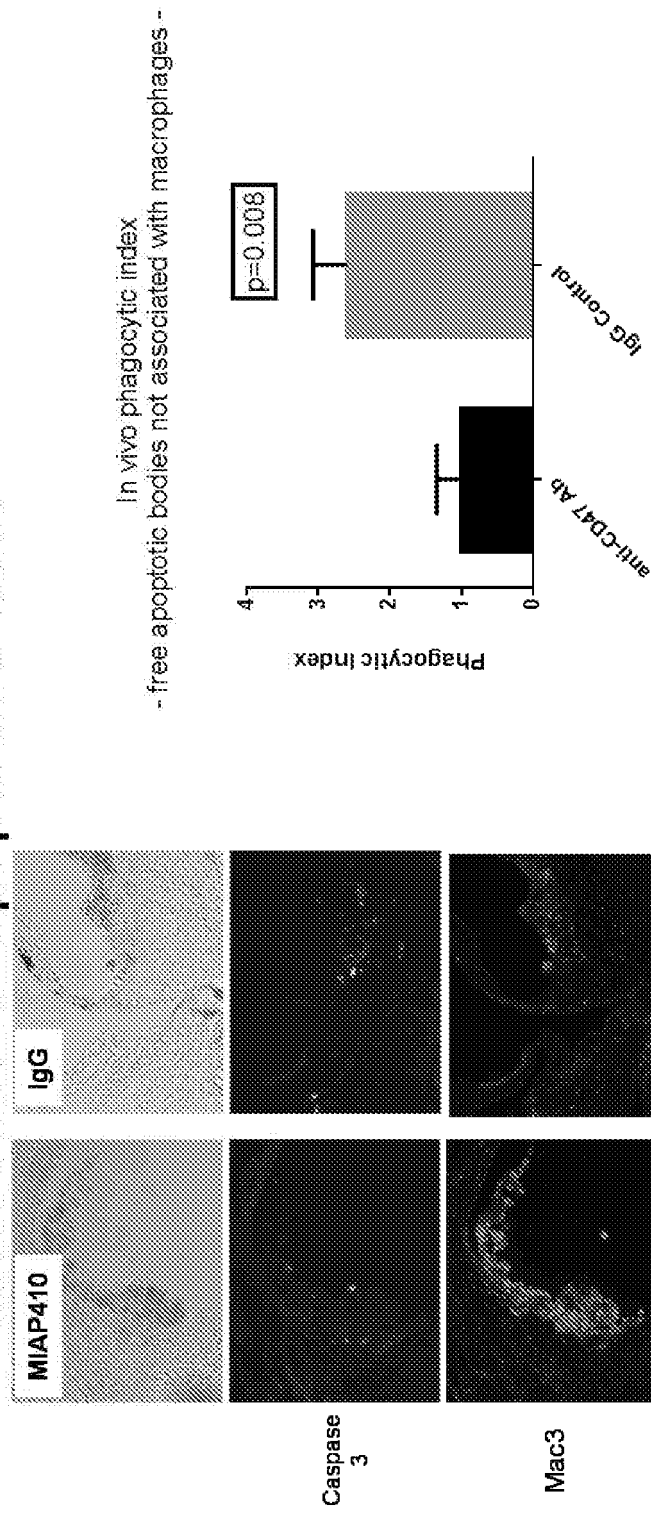 MIAP410
IgG
Caspase
3
Mac3
In vivo phagocytic index
- free apoptotic bodies not associated with macrophages -
p=0.008
Phagocytic Index
4
3
2
1
0
anti-CD47 Ab
IgG Control